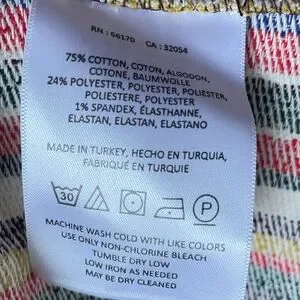 RN : 66170 CA : 32054
75% COTTON, COTON, ALGODON,
COTONE, BAUMWOLLE
24% POLYESTER, POLYESTER, POLIESTER,
POLIESTERE, POLYESTER
1% SPANDEX, ÉLASTHANNE,
ELASTAN, ELASTAN, ELASTANO
MADE IN TURKEY, HECHO EN TURQUIA,
FABRIQUÉ EN TURQUIE
30 P
MACHINE WASH COLD WITH LIKE COLORS
USE ONLY NON-CHLORINE BLEACH
TUMBLE DRY LOW
LOW IRON AS NEEDED
MAY BE DRY CLEANED